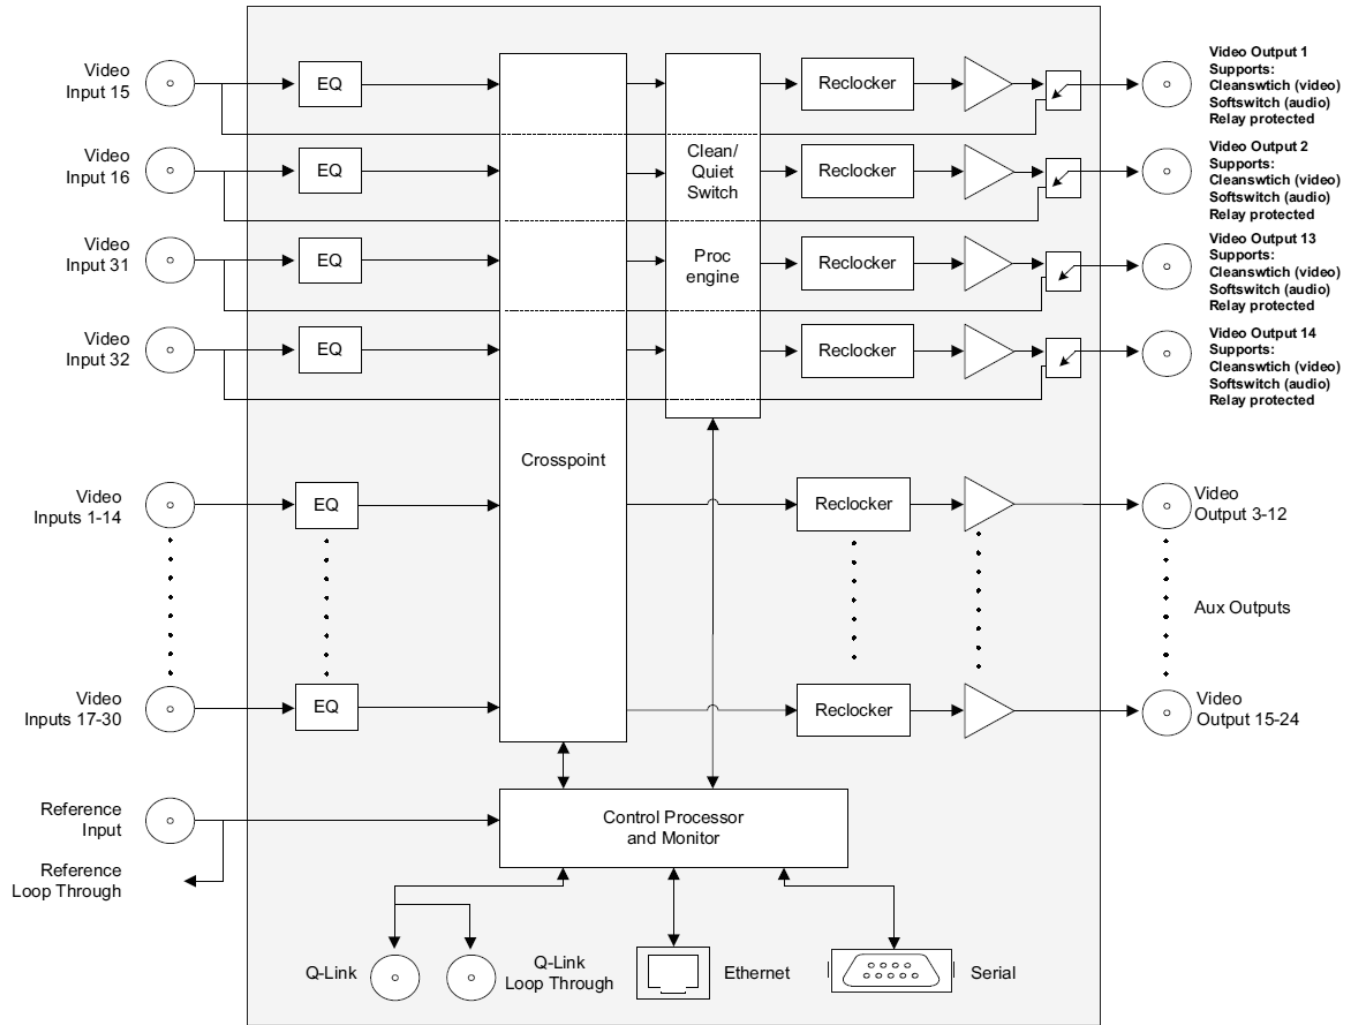 Video
Input 15
EQ
Reclocker
Video Output 1
Supports:
Cleanswtich (video)
Softswitch (audio)
Relay protected
Video
Input 16
EQ
Clean/
Quiet
Switch
Reclocker
Video Output 2
Supports:
Cleanswtich (video)
Softswitch (audio)
Relay protected
Video
Input 31
EQ
Proc
engine
Reclocker
Video Output 13
Supports:
Cleanswtich (video)
Softswitch (audio)
Relay protected
Video
Input 32
EQ
Reclocker
Video Output 14
Supports:
Cleanswtich (video)
Softswitch (audio)
Relay protected
Crosspoint
Video
Inputs 1-14
EQ
Reclocker
Video
Output 3-12
Aux Outputs
Video
Inputs 17-30
EQ
Reclocker
Video
Output 15-24
Reference
Input
Control Processor
and Monitor
Reference
Loop Through
Q-Link
Q-Link
Loop Through
Ethernet
Serial